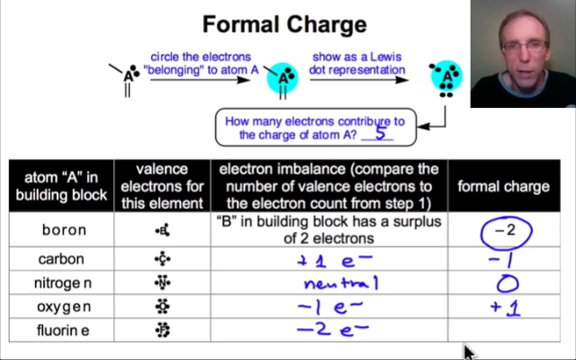 Formal Charge
circle the electrons
"belonging" to atom A
show as a Lewis
dot representation
A
A
A
How many electrons contribute to
the charge of atom A? 5
atom "A" in
building block
valence
electrons for
this element
electron imbalance (compare the
number of valence electrons to
the electron count from step 1)
formal charge
boron
B
"B" in building block has a surplus
of 2 electrons
−2
carbon
C
+1 e−
−1
nitrogen
N
neutral
0
oxygen
O
−1 e−
+1
fluorine
F
−2 e−